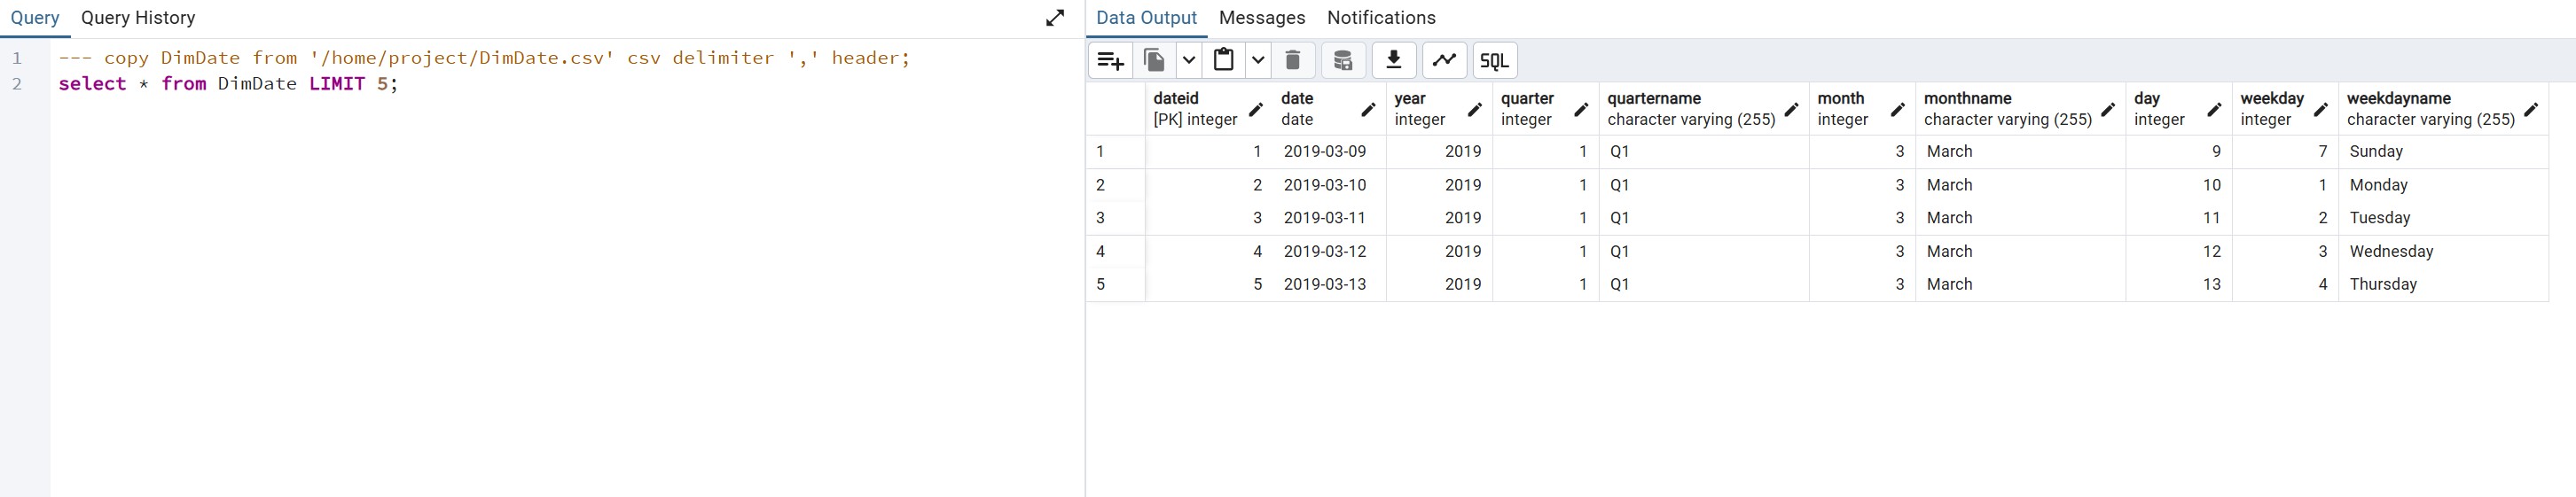 Query Query History
1 --- copy DimDate from '/home/project/DimDate.csv' csv delimiter ',' header;
2 select * from DimDate LIMIT 5;
Data Output Messages Notifications
SQL
dateid date year quarter quartername month monthname day weekday weekdayname
[PK] integer date integer integer character varying (255) integer character varying (255) integer integer character varying (255)
1 1 2019-03-09 2019 1 Q1 3 March 9 7 Sunday
2 2 2019-03-10 2019 1 Q1 3 March 10 1 Monday
3 3 2019-03-11 2019 1 Q1 3 March 11 2 Tuesday
4 4 2019-03-12 2019 1 Q1 3 March 12 3 Wednesday
5 5 2019-03-13 2019 1 Q1 3 March 13 4 Thursday